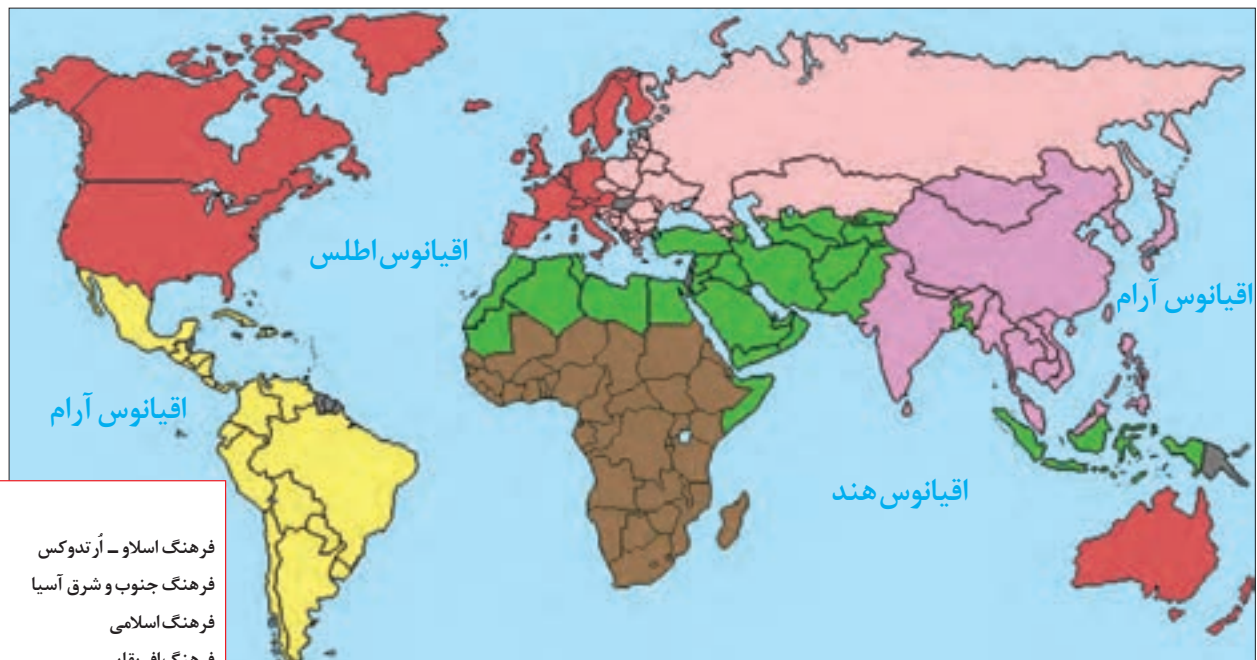 اقیانوس اطلس
اقیانوس آرام
اقیانوس آرام
اقیانوس هند
فرهنگ اسلاو ـ اُرتدوکس
فرهنگ جنوب و شرق آسیا
فرهنگ اسلامی